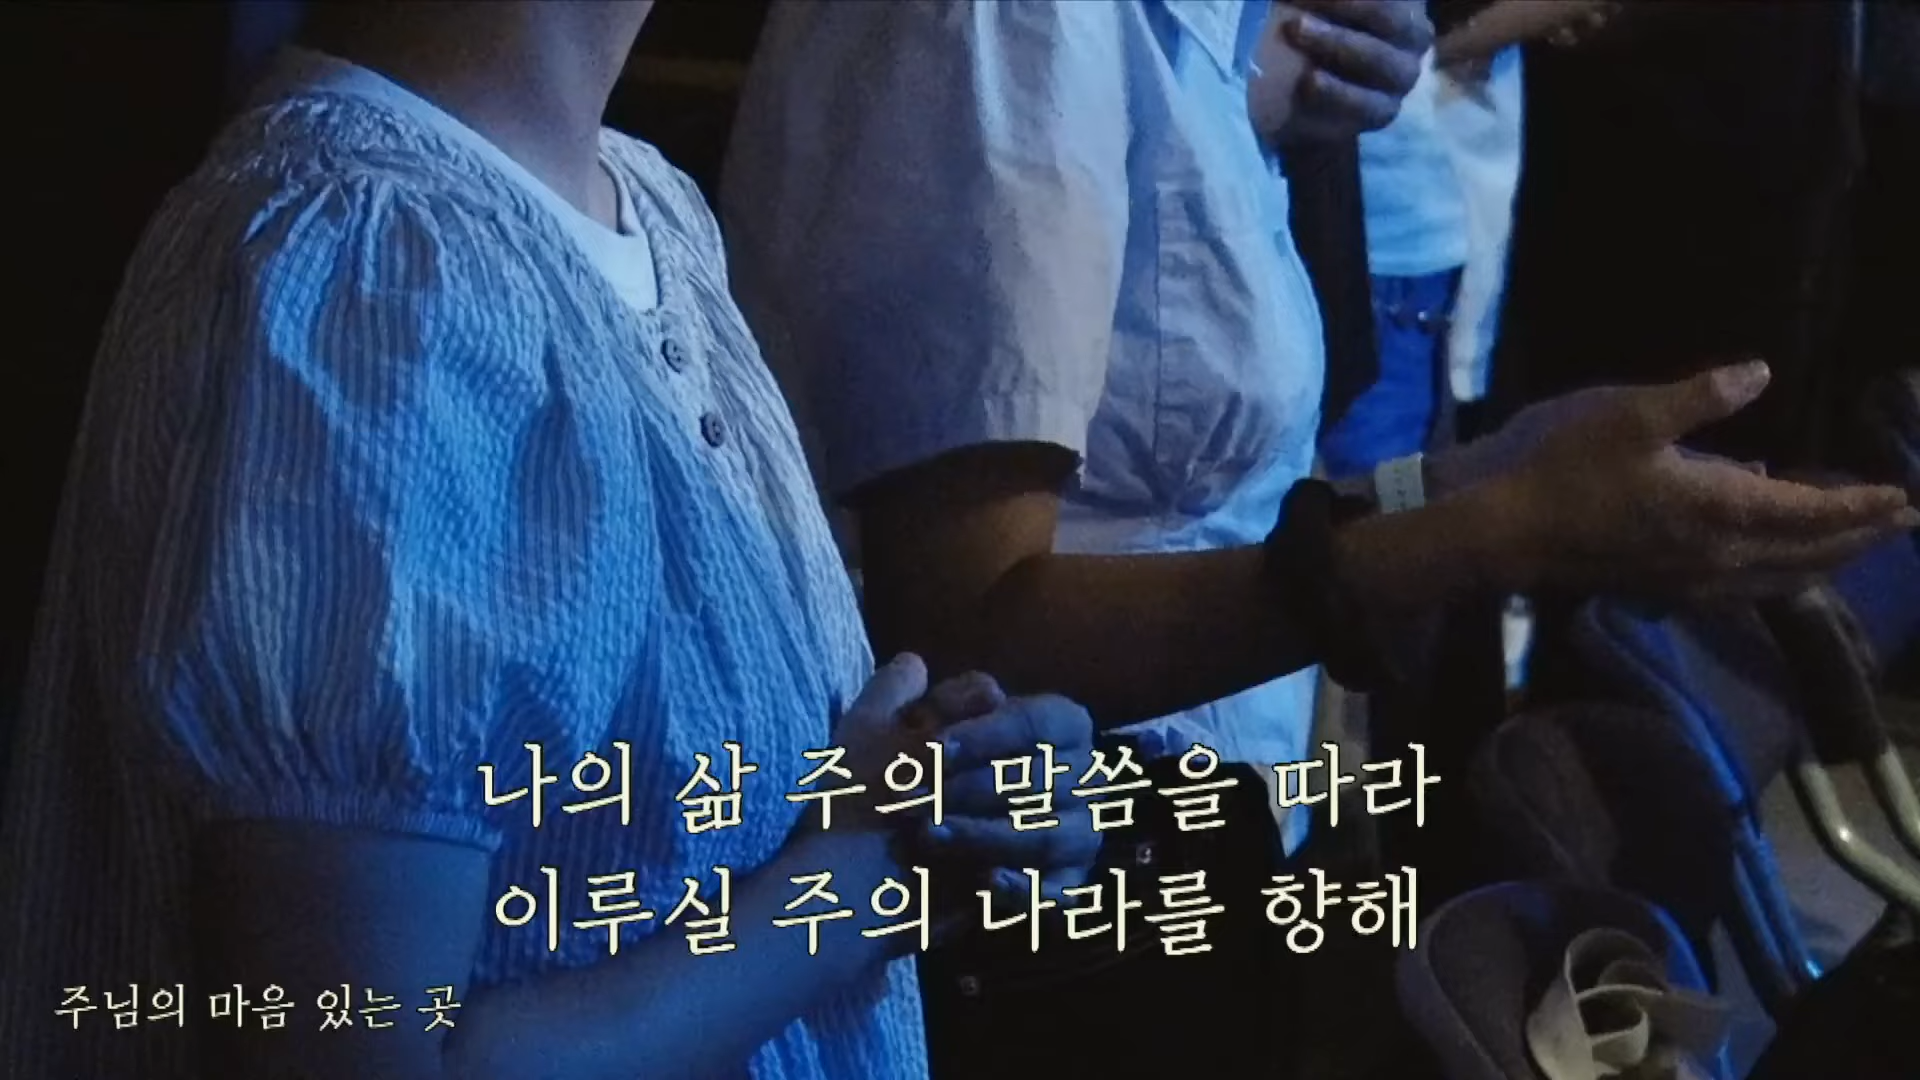 나의 삶 주의 말씀을 따라
이루실 주의 나라를 향해
주님의 마음 있는 곳